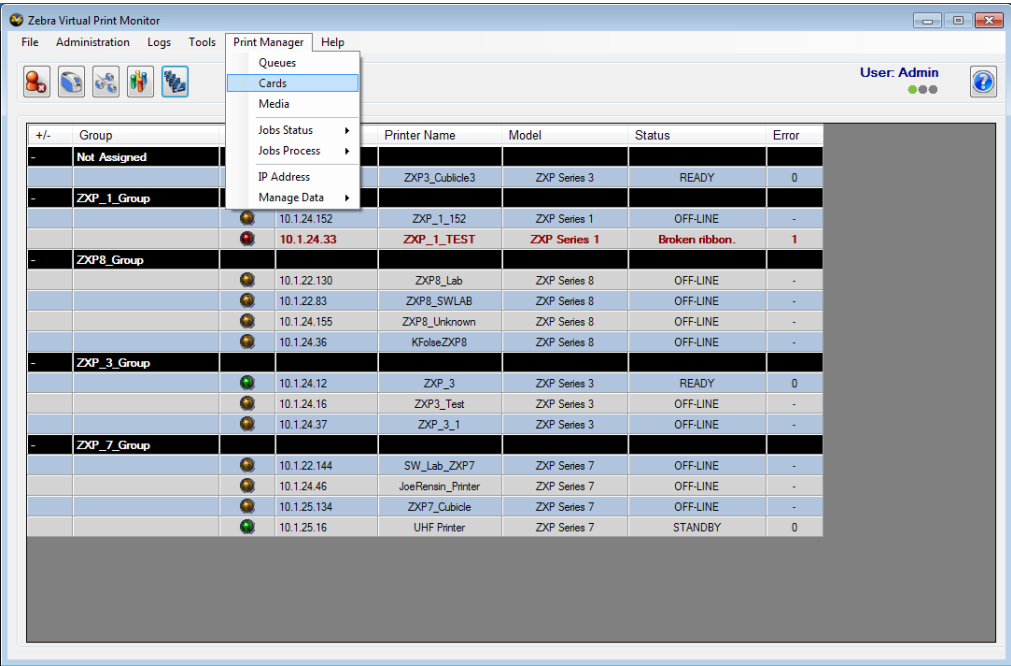 Zebra Virtual Print Monitor
File Administration Logs Tools Print Manager Help
Queues
Cards
Media
Jobs Status
Jobs Process
IP Address
Manage Data
User: Admin
+/- Group Printer Name Model Status Error
- Not Assigned
ZXP3_Cublicle3 ZXP Series 3 READY 0
- ZXP_1_Group
10.1.24.152 ZXP_1_152 ZXP Series 1 OFF-LINE -
10.1.24.33 ZXP_1_TEST ZXP Series 1 Broken ribbon. 1
- ZXP8_Group
10.1.22.130 ZXP8_Lab ZXP Series 8 OFF-LINE -
10.1.22.83 ZXP8_SWLAB ZXP Series 8 OFF-LINE -
10.1.24.155 ZXP8_Unknown ZXP Series 8 OFF-LINE -
10.1.24.36 KFolseZXP8 ZXP Series 8 OFF-LINE -
- ZXP_3_Group
10.1.24.12 ZXP_3 ZXP Series 3 READY 0
10.1.24.16 ZXP3_Test ZXP Series 3 OFF-LINE -
10.1.24.37 ZXP_3_1 ZXP Series 3 OFF-LINE -
- ZXP_7_Group
10.1.22.144 SW_Lab_ZXP7 ZXP Series 7 OFF-LINE -
10.1.24.46 JoeRensin_Printer ZXP Series 7 OFF-LINE -
10.1.25.134 ZXP7_Cubicle ZXP Series 7 OFF-LINE -
10.1.25.16 UHF Printer ZXP Series 7 STANDBY 0